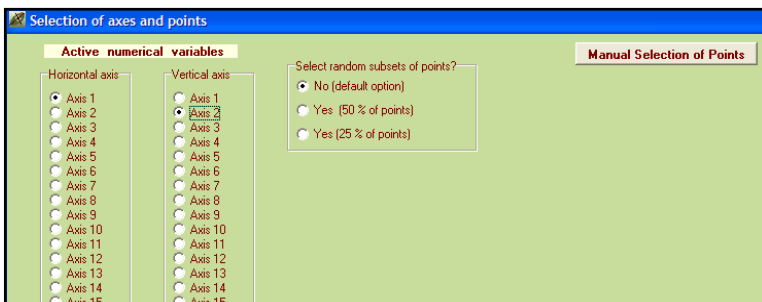 Selection of axes and points
Active numerical variables
Manual Selection of Points
Horizontal axis
Axis 1
Axis 2
Axis 3
Axis 4
Axis 5
Axis 6
Axis 7
Axis 8
Axis 9
Axis 10
Axis 11
Axis 12
Axis 13
Axis 14
Axis 15
Vertical axis
Axis 1
Axis 2
Axis 3
Axis 4
Axis 5
Axis 6
Axis 7
Axis 8
Axis 9
Axis 10
Axis 11
Axis 12
Axis 13
Axis 14
Axis 15
Select random subsets of points?
No (default option)
Yes (50 % of points)
Yes (25 % of points)